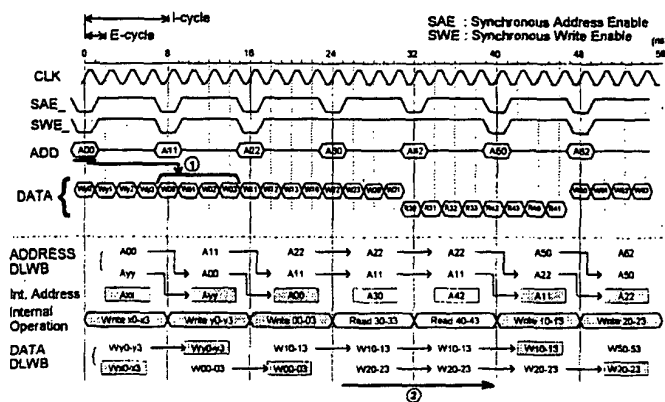 I-cycle
E-cycle
SAE : Synchronous Address Enable
SWE : Synchronous Write Enable
0 8 16 24 32 40 48 56
CLK
SAE_
SWE_
ADD A00 A11 A22 A30 A42 A50 A62
①
DATA
R30 R31 R32 R33
ADDRESS DLWB A00 A11 A22 A22 A22 A50 A62
Ayy A00 A11 A11 A11 A22 A50
Int. Address Axx Ayy A00 A30 A42 A11 A22
Internal Operation Write x0-x3 Write y0-y3 Write 00-03 Read 30-33 Read 40-43 Write 10-13 Write 20-23
DATA DLWB Wy0-y3 Wy0-y3 W10-13 W10-13 W10-13 W10-13 W50-53
Wx0-x3 W00-03 W00-03 W20-23 W20-23 W20-23 W20-23
②